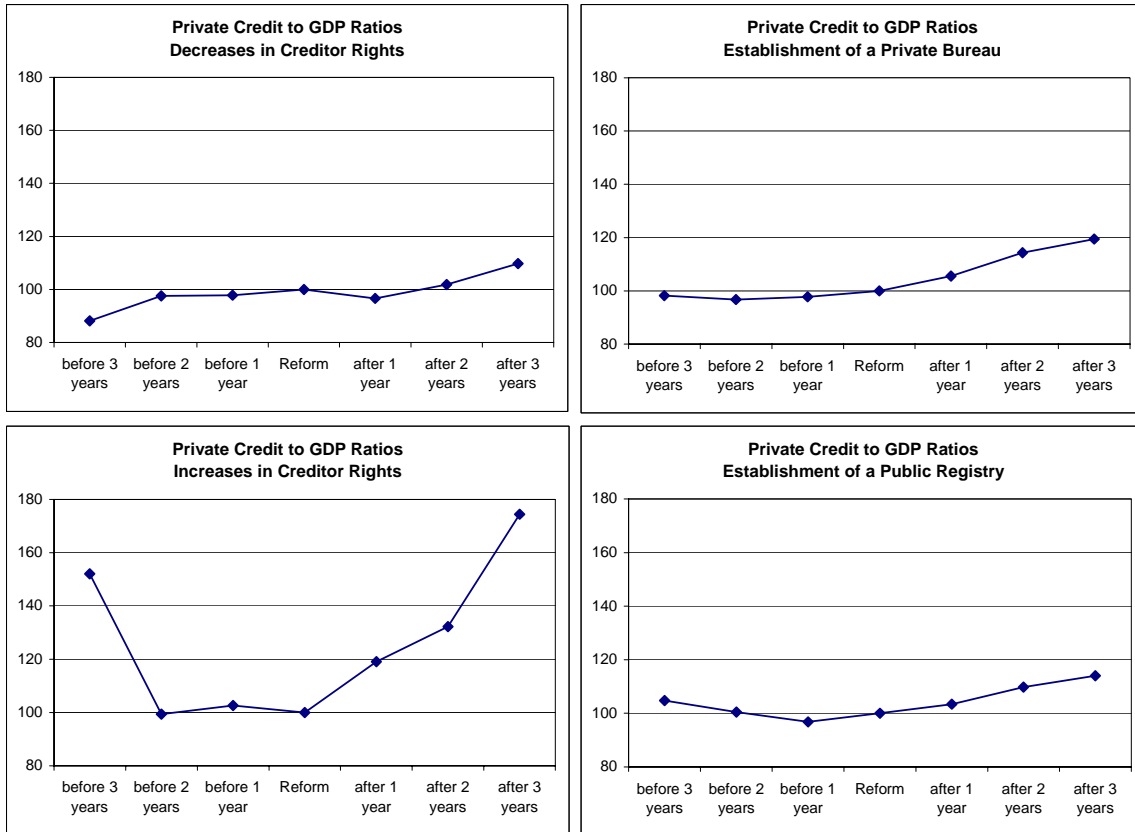 Private Credit to GDP Ratios
Decreases in Creditor Rights
180
160
140
120
100
80
before 3 years
before 2 years
before 1 year
Reform
after 1 year
after 2 years
after 3 years
Private Credit to GDP Ratios
Establishment of a Private Bureau
180
160
140
120
100
80
before 3 years
before 2 years
before 1 year
Reform
after 1 year
after 2 years
after 3 years
Private Credit to GDP Ratios
Increases in Creditor Rights
180
160
140
120
100
80
before 3 years
before 2 years
before 1 year
Reform
after 1 year
after 2 years
after 3 years
Private Credit to GDP Ratios
Establishment of a Public Registry
180
160
140
120
100
80
before 3 years
before 2 years
before 1 year
Reform
after 1 year
after 2 years
after 3 years